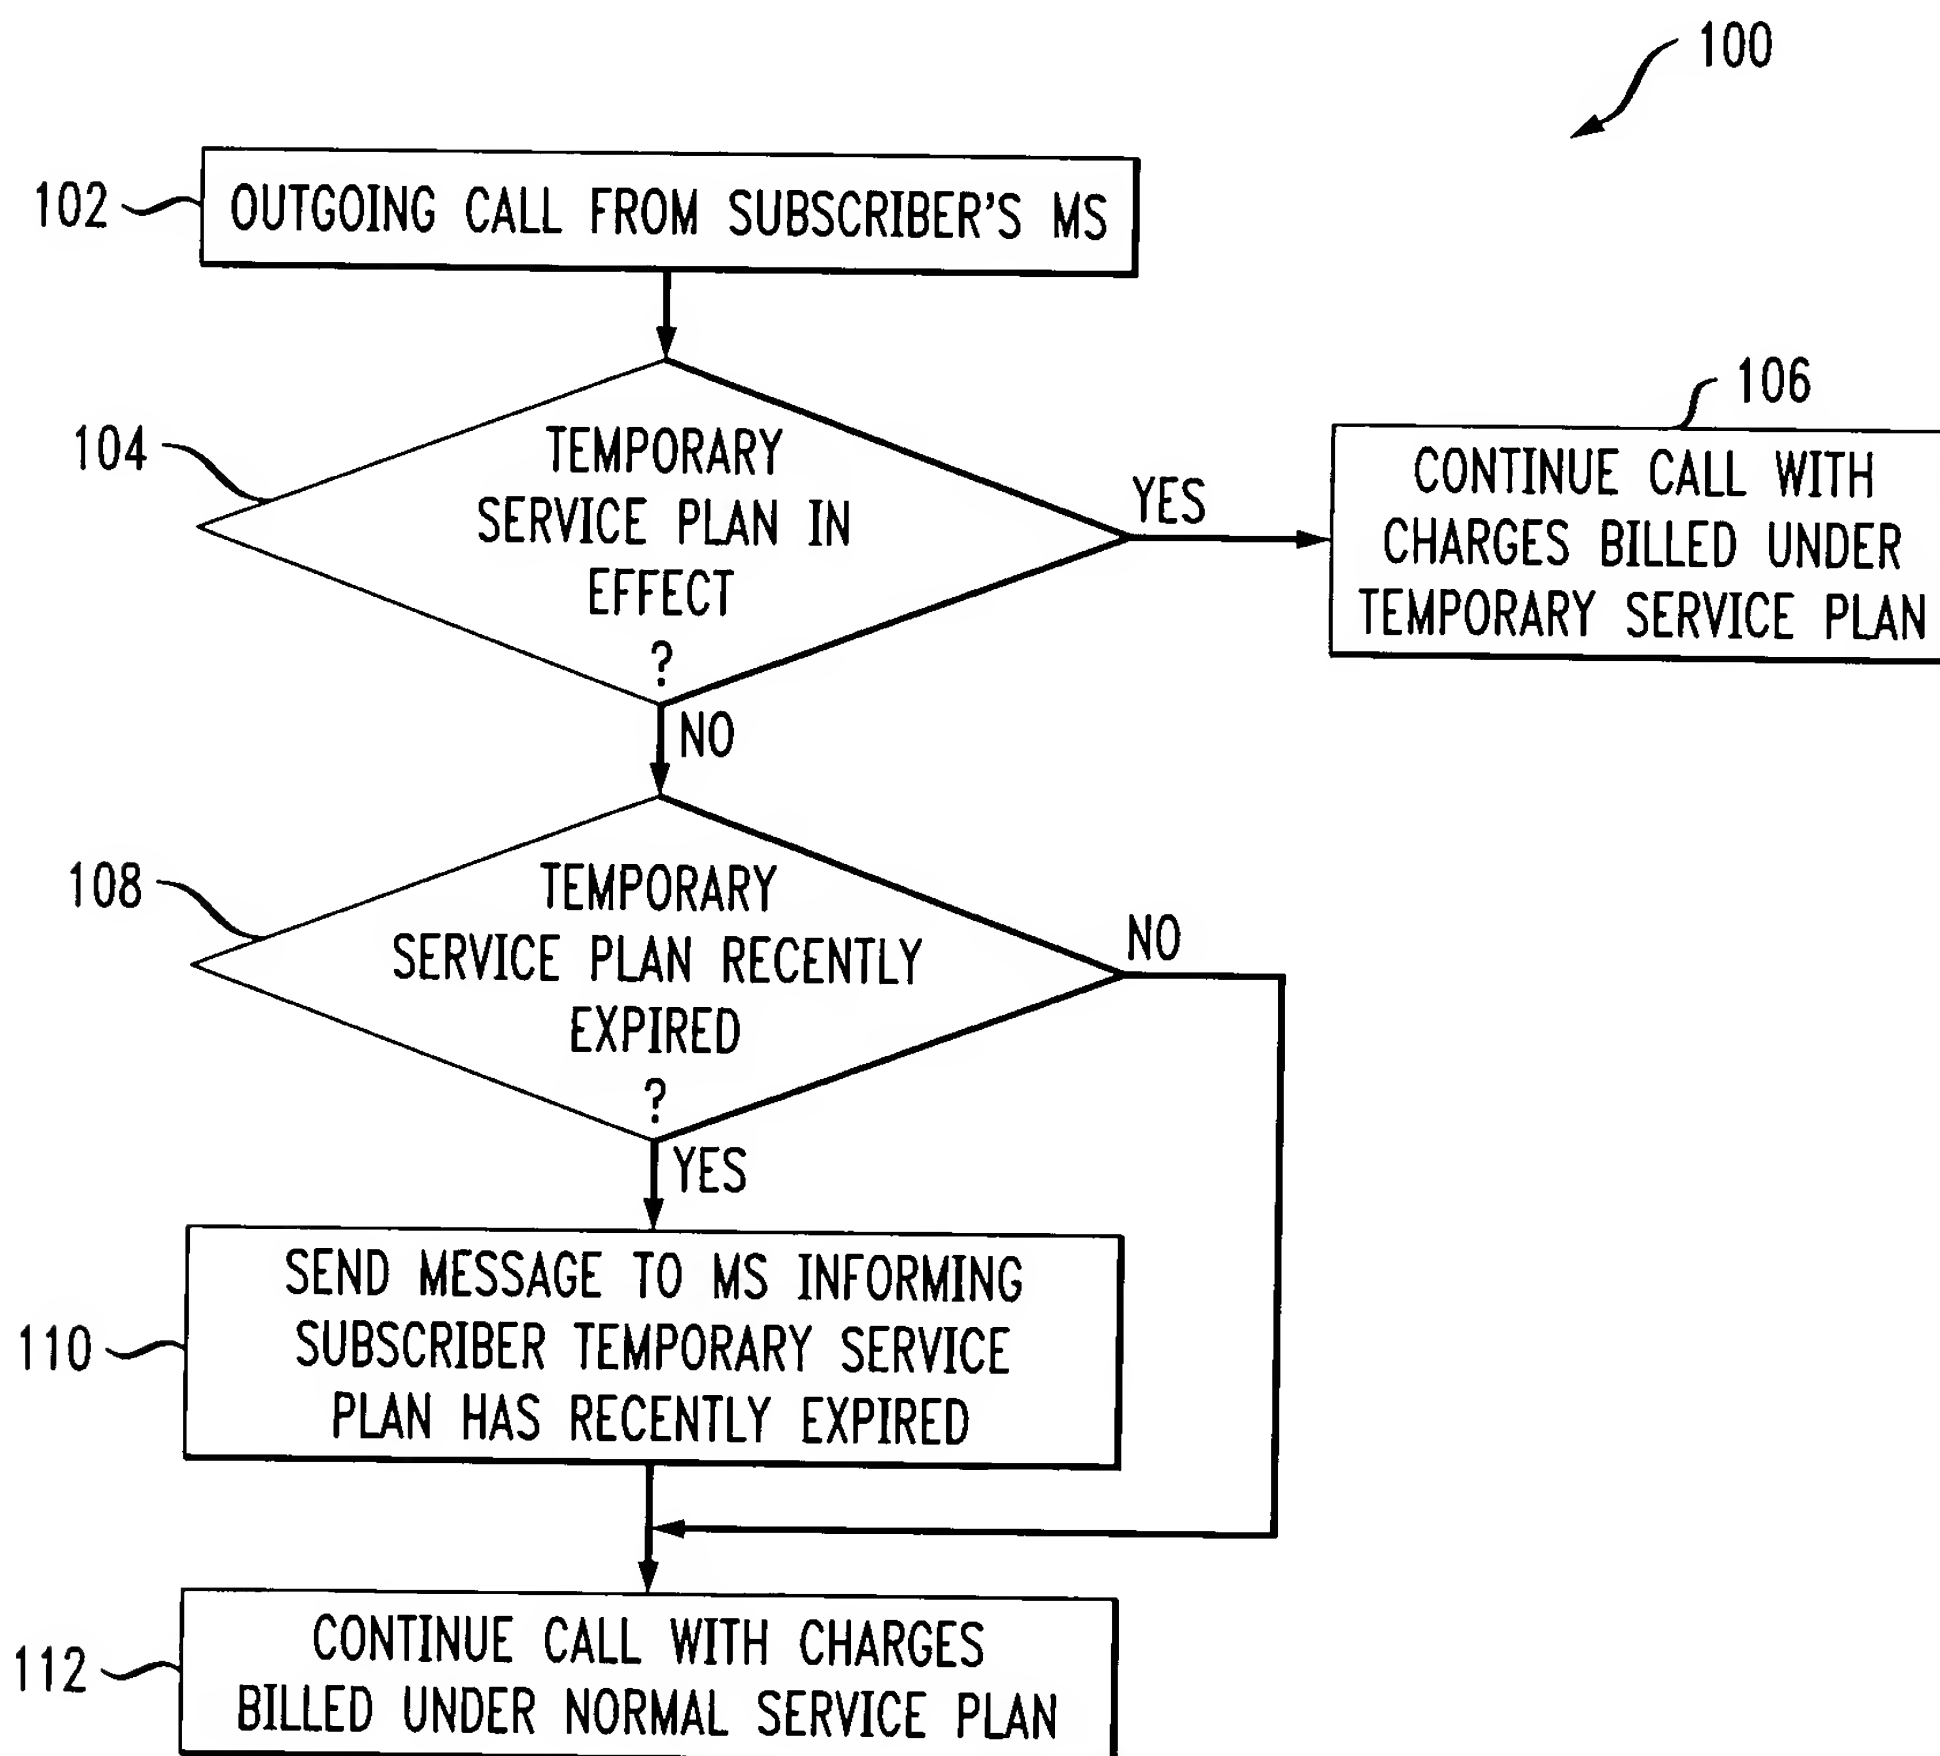 100
102
OUTGOING CALL FROM SUBSCRIBER'S MS
104
TEMPORARY
SERVICE PLAN IN
EFFECT
?
YES
106
CONTINUE CALL WITH
CHARGES BILLED UNDER
TEMPORARY SERVICE PLAN
NO
108
TEMPORARY
SERVICE PLAN RECENTLY
EXPIRED
?
NO
YES
110
SEND MESSAGE TO MS INFORMING
SUBSCRIBER TEMPORARY SERVICE
PLAN HAS RECENTLY EXPIRED
112
CONTINUE CALL WITH CHARGES
BILLED UNDER NORMAL SERVICE PLAN